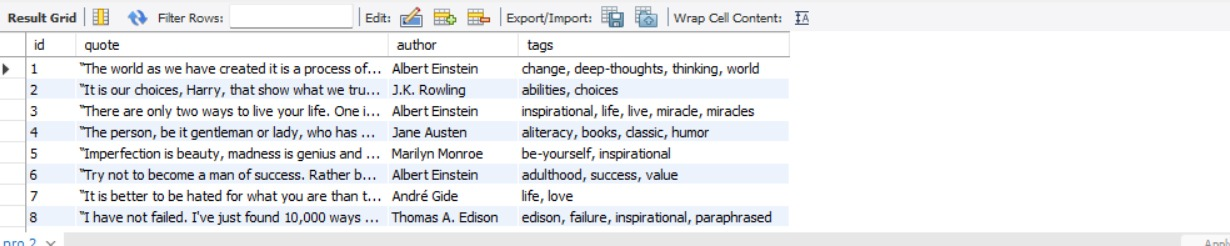 Result Grid Filter Rows: Edit: Export/Import: Wrap Cell Content:
id quote author tags
1 "The world as we have created it is a process of... Albert Einstein change, deep-thoughts, thinking, world
2 "It is our choices, Harry, that show what we tru... J.K. Rowling abilities, choices
3 "There are only two ways to live your life. One i... Albert Einstein inspirational, life, live, miracle, miracles
4 "The person, be it gentleman or lady, who has ... Jane Austen aliteracy, books, classic, humor
5 "Imperfection is beauty, madness is genius and ... Marilyn Monroe be-yourself, inspirational
6 "Try not to become a man of success. Rather b... Albert Einstein adulthood, success, value
7 "It is better to be hated for what you are than t... André Gide life, love
8 "I have not failed. I've just found 10,000 ways ... Thomas A. Edison edison, failure, inspirational, paraphrased